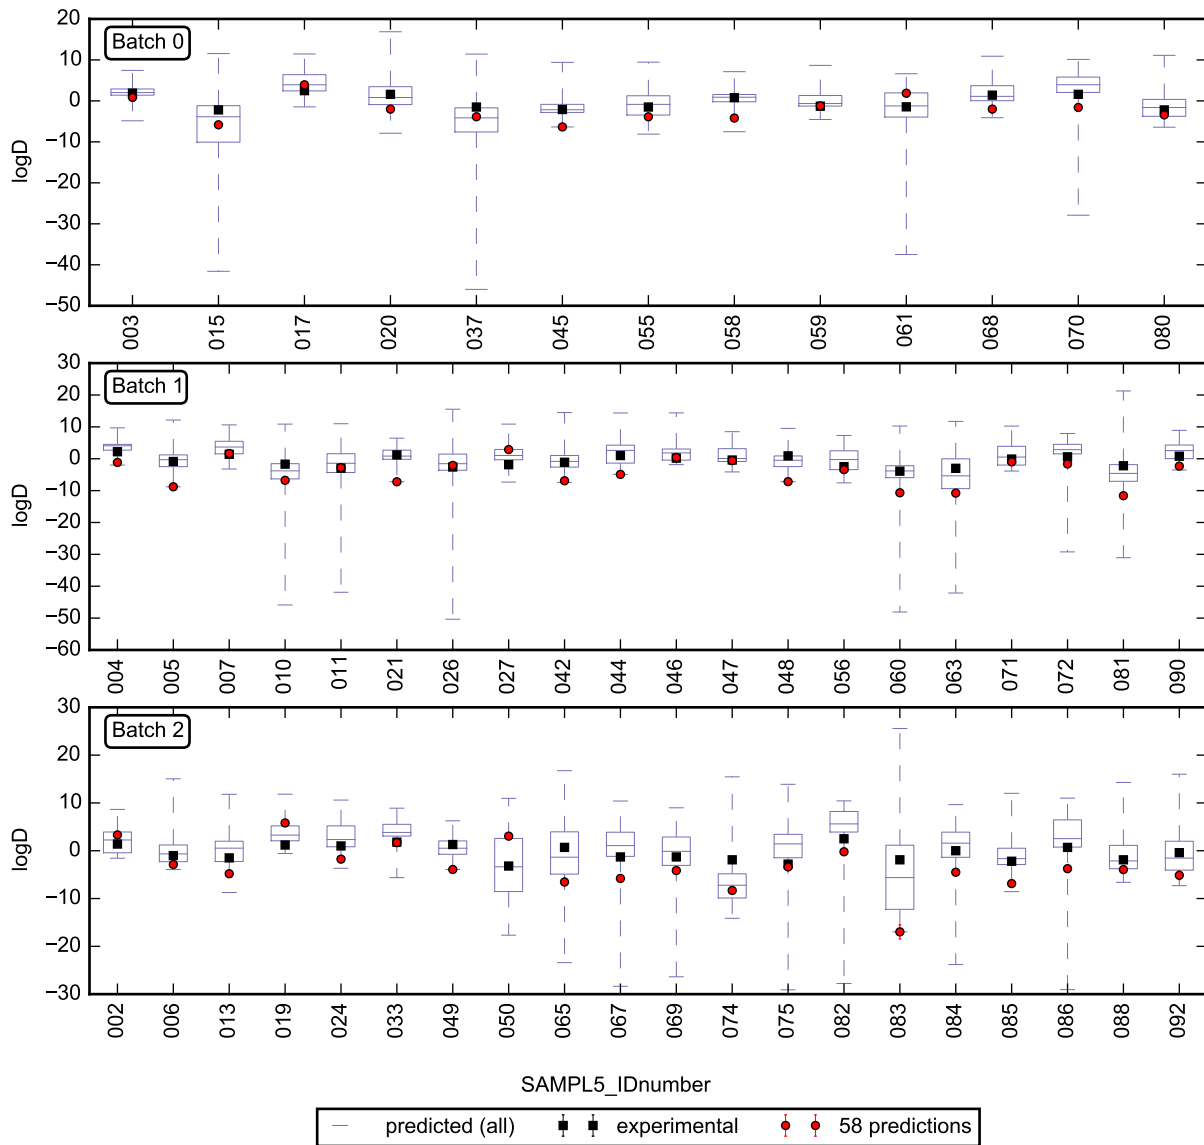 20
10
0
−10
−20
−30
−40
−50
logD
Batch 0
003 015 017 020 037 045 055 058 059 061 068 070 080
30
20
10
0
−10
−20
−30
−40
−50
−60
logD
Batch 1
004 005 007 010 011 021 026 027 042 044 046 047 048 056 060 063 071 072 081 090
30
20
10
0
−10
−20
−30
logD
Batch 2
002 006 013 019 024 033 049 050 065 067 069 074 075 082 083 084 085 086 088 092
SAMPL5_IDnumber
predicted (all) experimental 58 predictions